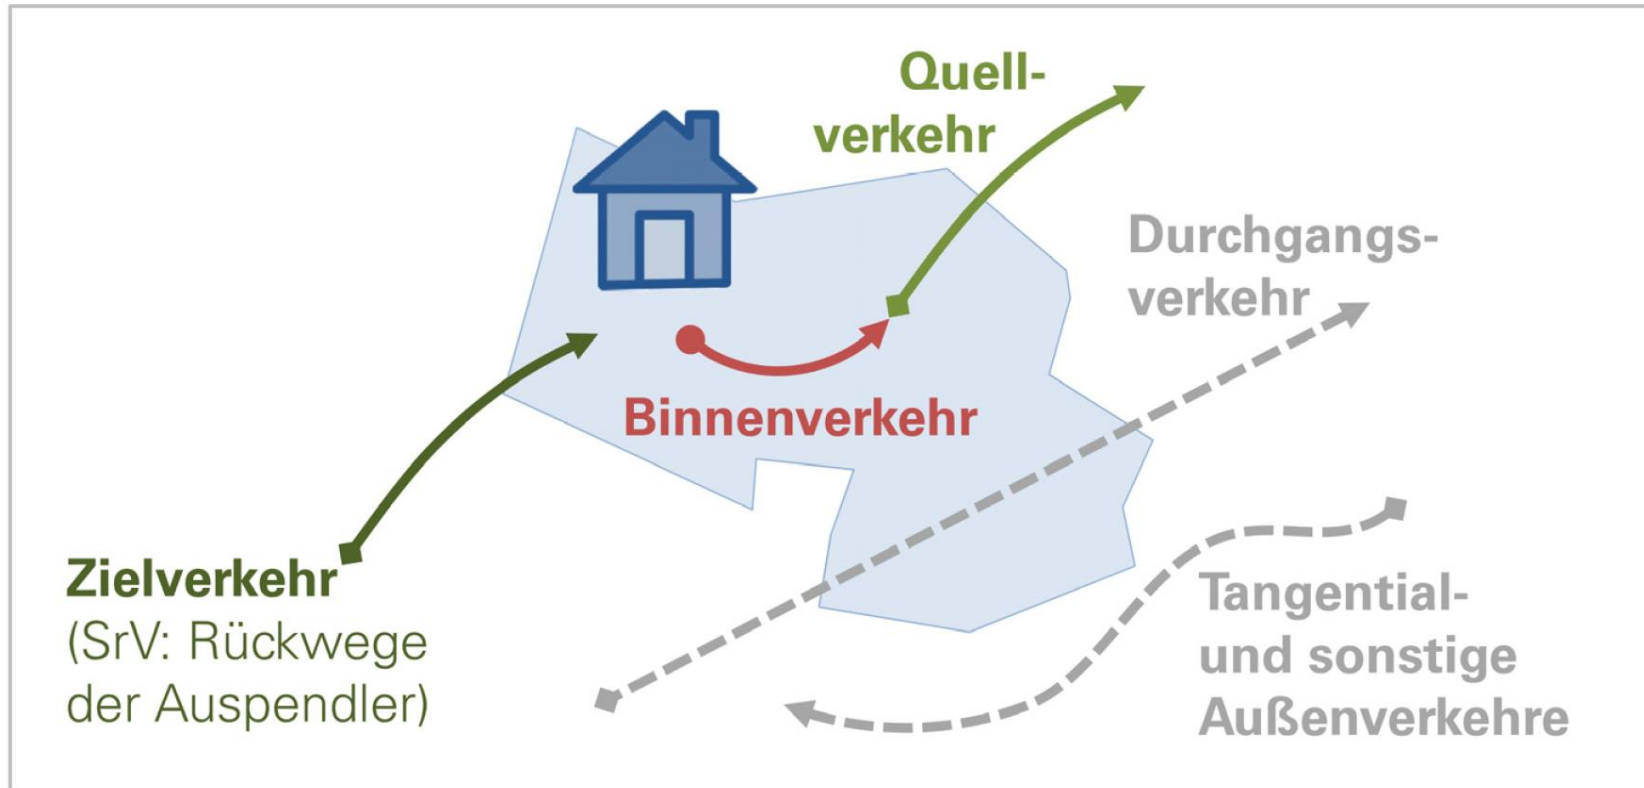 Quell-
verkehr
Durchgangs-
verkehr
Binnenverkehr
Zielverkehr
(SrV: Rückwege
der Auspendler)
Tangential-
und sonstige
Außenverkehre